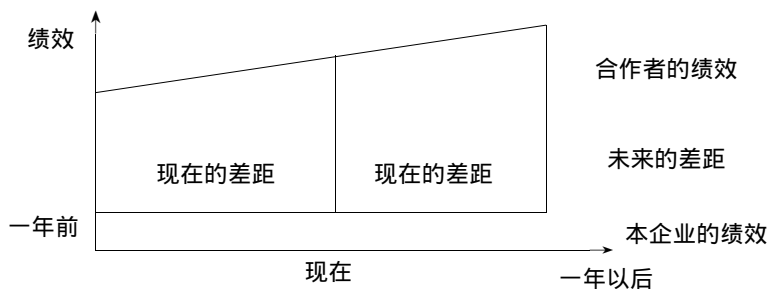 绩效
合作者的绩效
现在的差距
现在的差距
未来的差距
一年前
本企业的绩效
现在
一年以后